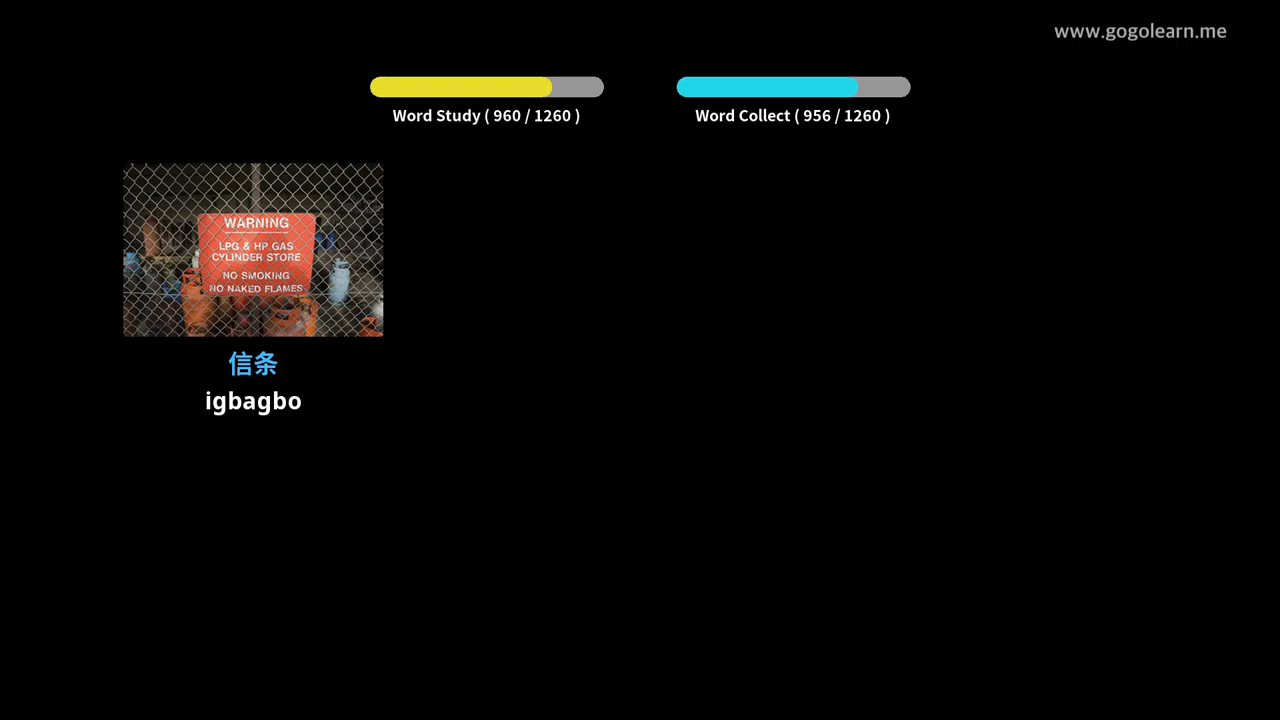 www.gogolearn.me
Word Study ( 960 / 1260 )
Word Collect ( 956 / 1260 )
WARNING
LPG & HP GAS
CYLINDER STORE
NO SMOKING
NO NAKED FLAMES
信条
igbagbo